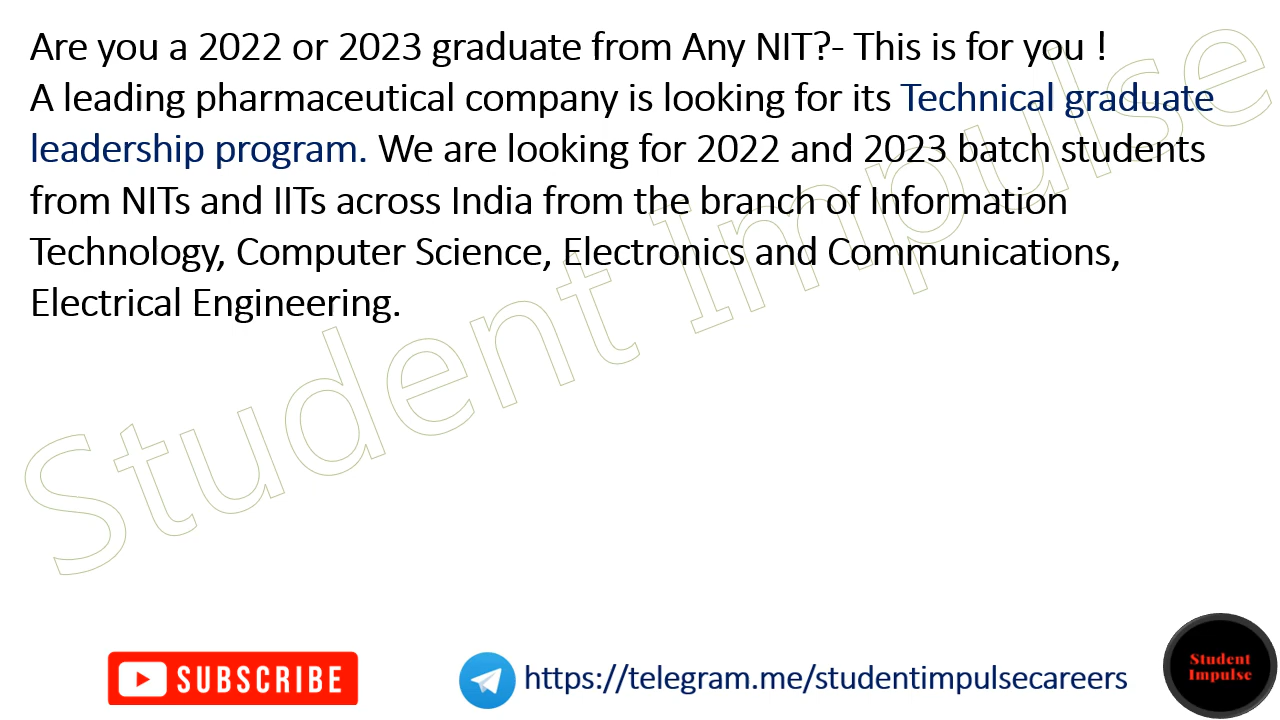 Are you a 2022 or 2023 graduate from Any NIT?- This is for you !
A leading pharmaceutical company is looking for its Technical graduate
leadership program. We are looking for 2022 and 2023 batch students
from NITs and IITs across India from the branch of Information
Technology, Computer Science, Electronics and Communications,
Electrical Engineering.
Student Impulse
SUBSCRIBE
https://telegram.me/studentimpulsecareers
Student
Impulse